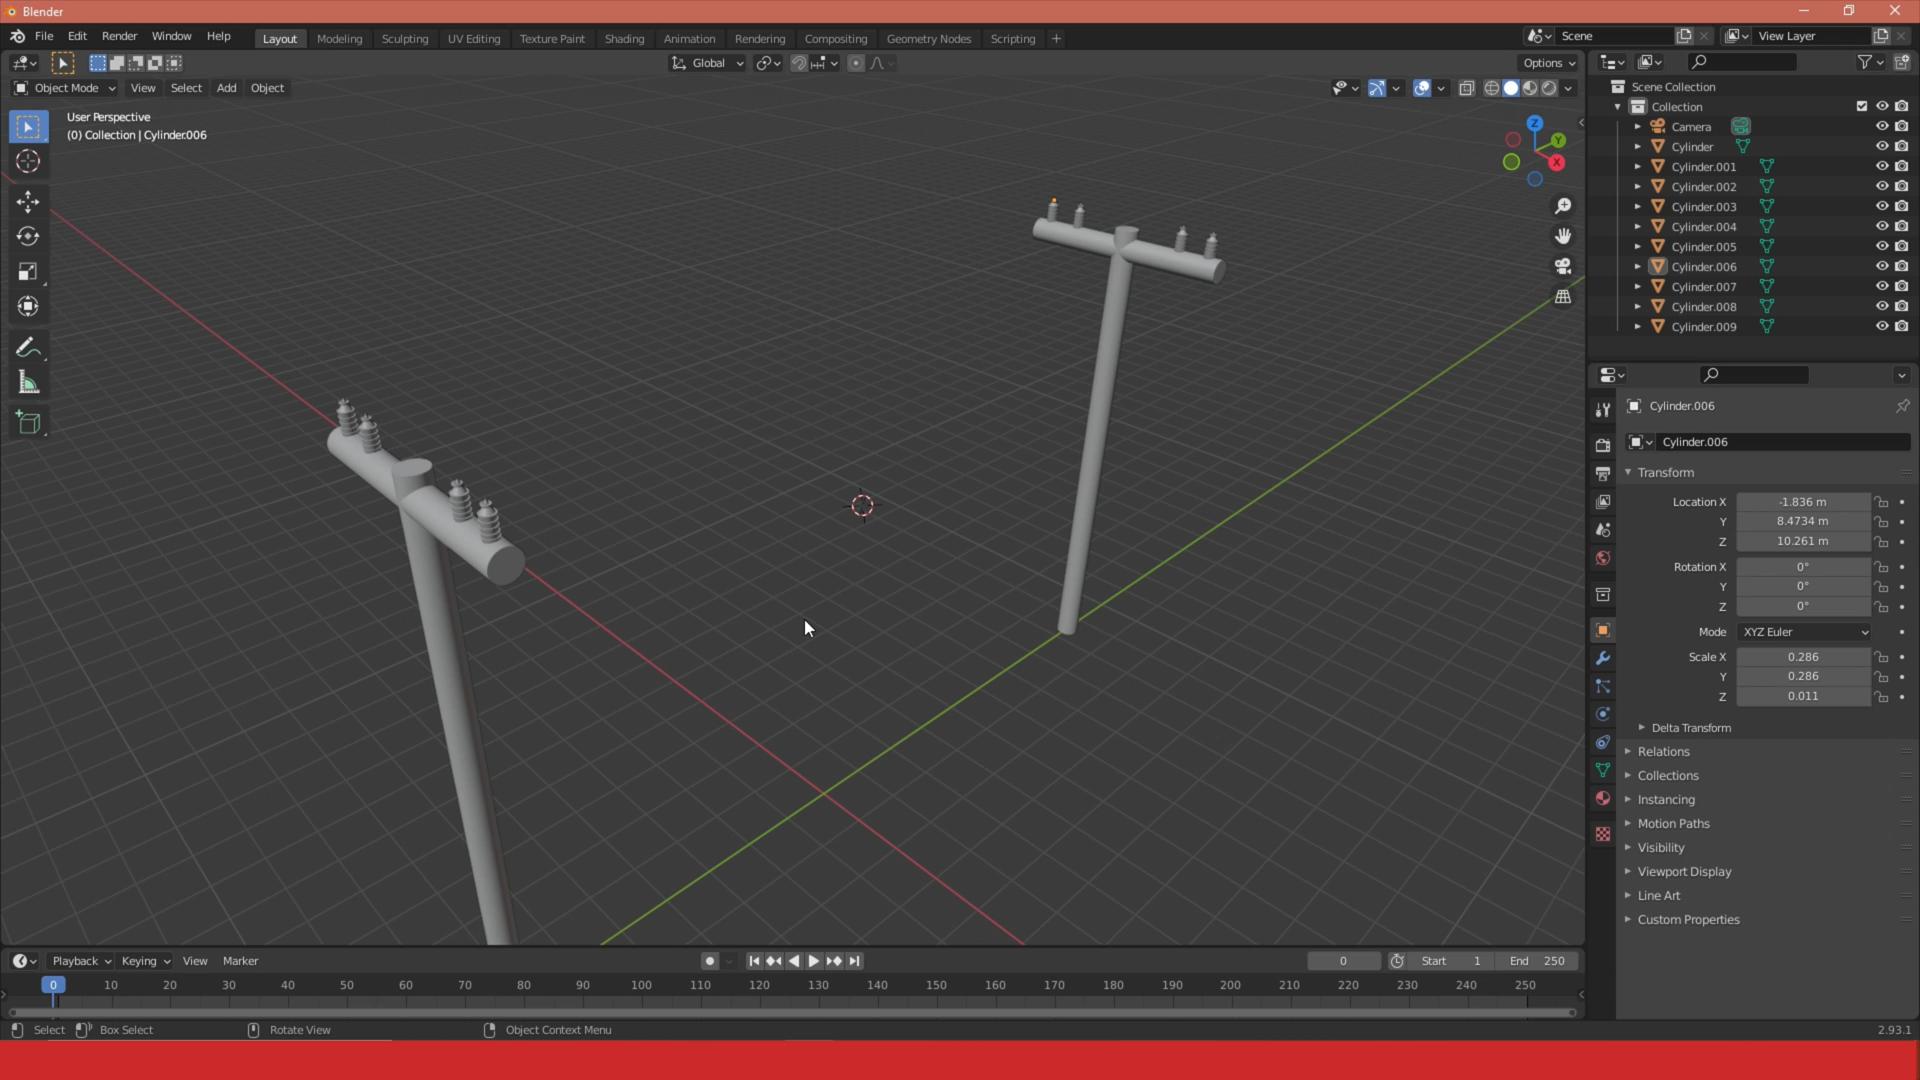 Blender
File Edit Render Window Help
Layout Modeling Sculpting UV Editing Texture Paint Shading Animation Rendering Compositing Geometry Nodes Scripting +
Scene View Layer
Global Options
Object Mode View Select Add Object
User Perspective
(0) Collection | Cylinder.006
Z
Y
X
Scene Collection
Collection
Camera
Cylinder
Cylinder.001
Cylinder.002
Cylinder.003
Cylinder.004
Cylinder.005
Cylinder.006
Cylinder.007
Cylinder.008
Cylinder.009
Cylinder.006
Cylinder.006
Transform
Location X -1.836 m
Y 8.4734 m
Z 10.261 m
Rotation X 0°
Y 0°
Z 0°
Mode XYZ Euler
Scale X 0.286
Y 0.286
Z 0.011
Delta Transform
Relations
Collections
Instancing
Motion Paths
Visibility
Viewport Display
Line Art
Custom Properties
Playback Keying View Marker 0 Start 1 End 250
0 10 20 30 40 50 60 70 80 90 100 110 120 130 140 150 160 170 180 190 200 210 220 230 240 250
Select Box Select Rotate View Object Context Menu 2.93.1